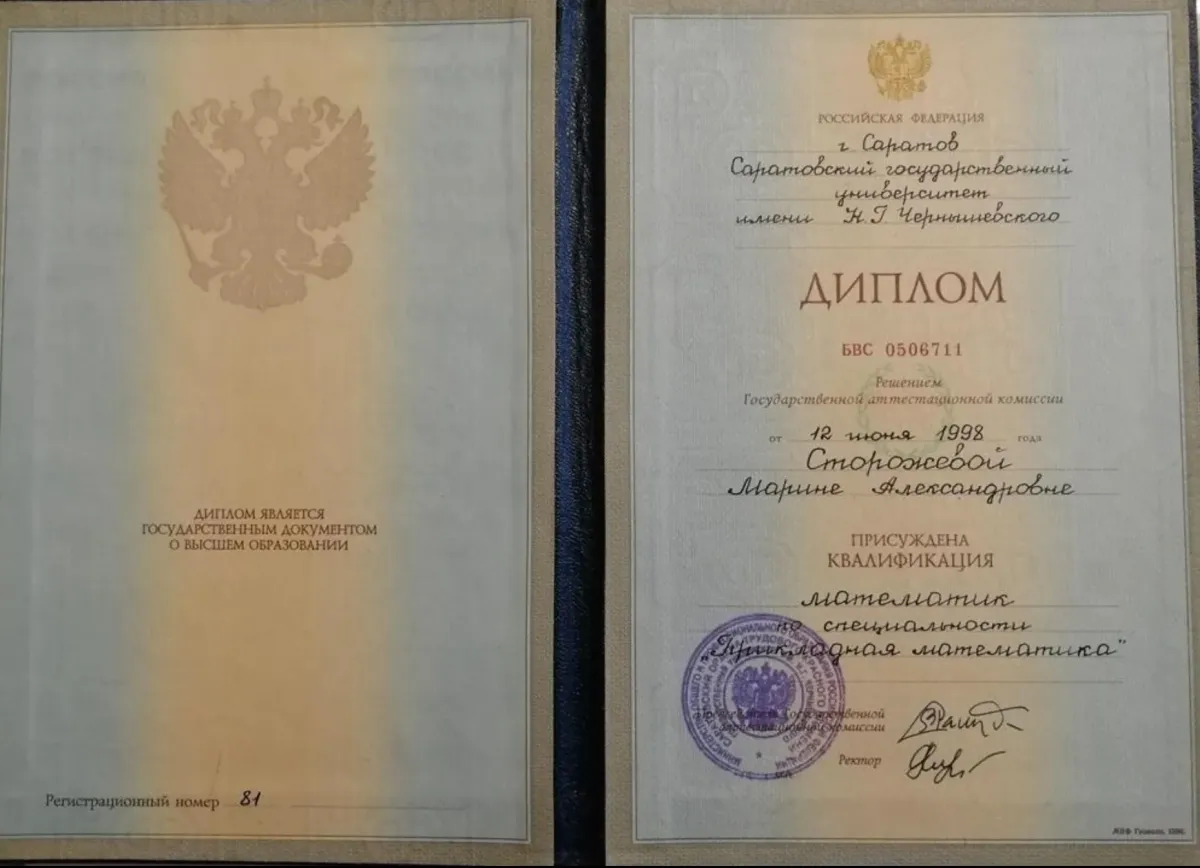 ДИПЛОМ ЯВЛЯЕТСЯ
ГОСУДАРСТВЕННЫМ ДОКУМЕНТОМ
О ВЫСШЕМ ОБРАЗОВАНИИ
Регистрационный номер 81
РОССИЙСКАЯ ФЕДЕРАЦИЯ
г Саратов
Саратовский государственный
университет
имени Н.Г. Чернышевского
ДИПЛОМ
БВС 0506711
Решением
Государственной аттестационной комиссии
от 12 июня 1998 года
Сторожевой
Марине Александровне
ПРИСУЖДЕНА
КВАЛИФИКАЦИЯ
математик
по специальности
"Прикладная математика"
Председатель Государственной
аттестационной комиссии
Ректор